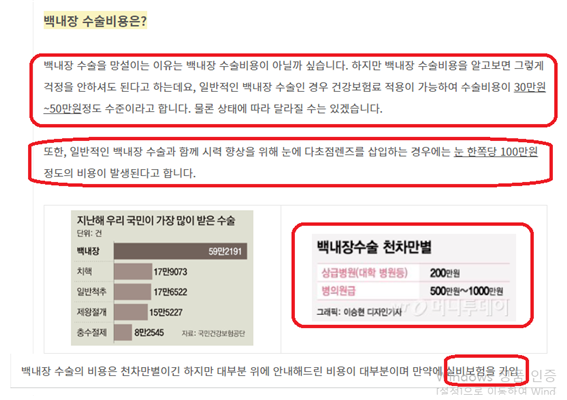 백내장 수술비용은?
백내장 수술을 망설이는 이유는 백내장 수술비용이 아닐까 싶습니다. 하지만 백내장 수술비용을 알고보면 그렇게
걱정을 안하셔도 된다고 하는데요, 일반적인 백내장 수술인 경우 건강보험료 적용이 가능하여 수술비용이 30만원
~50만원정도 수준이라고 합니다. 물론 상태에 따라 달라질 수는 있겠습니다.
또한, 일반적인 백내장 수술과 함께 시력 향상을 위해 눈에 다초점렌즈를 삽입하는 경우에는 눈 한쪽당 100만원
정도의 비용이 발생된다고 합니다.
지난해 우리 국민이 가장 많이 받은 수술
단위: 건
백내장 59만2191
치핵 17만9073
일반척추 17만6522
제왕절개 15만5227
충수절제 8만2545
자료: 국민건강보험공단
백내장수술 천차만별
상급병원(대학 병원등) 200만원
병의원급 500만원~1000만원
머니투데이
그래픽: 이승현 디자인기자
백내장 수술의 비용은 천차만별이긴 하지만 대부분 위에 안내해드린 비용이 대부분이며 만약에 실비보험을 가입
Windows 정품 인증
[설정]으로 이동하여 Wind